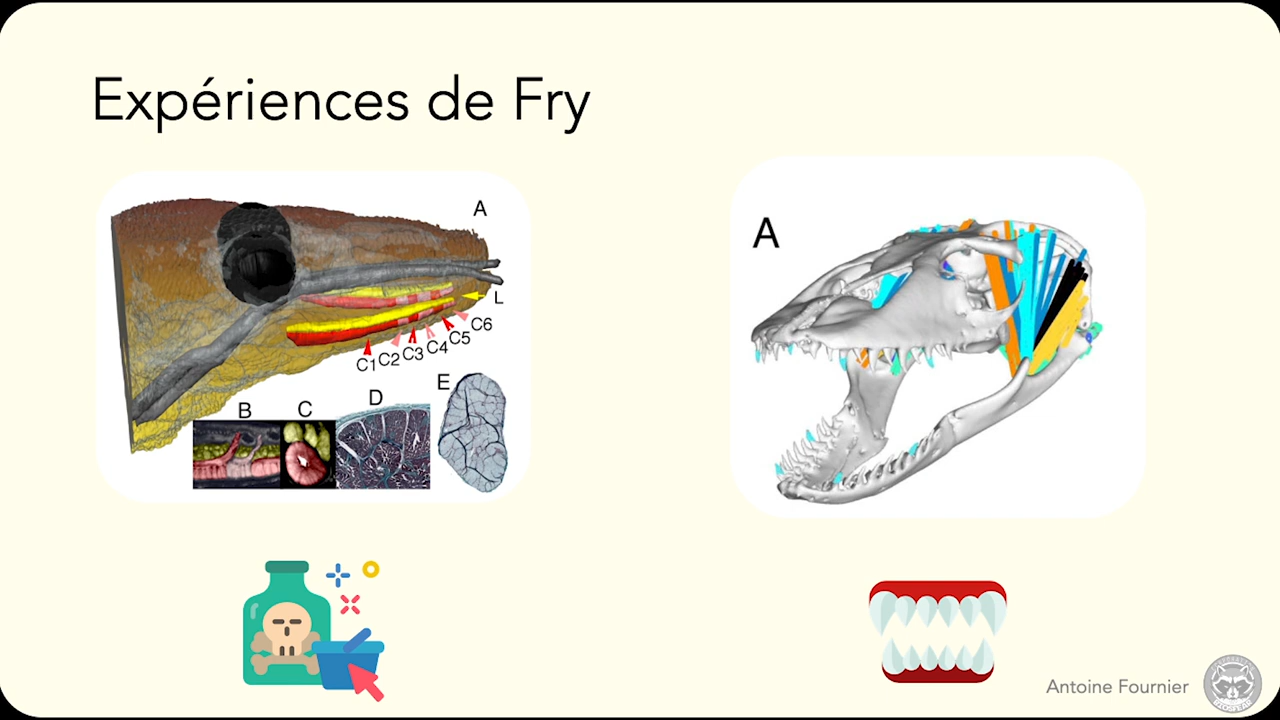 Expériences de Fry
A
L
C6
C5
C4
C3
C2
C1
B
C
D
E
A
Antoine Fournier